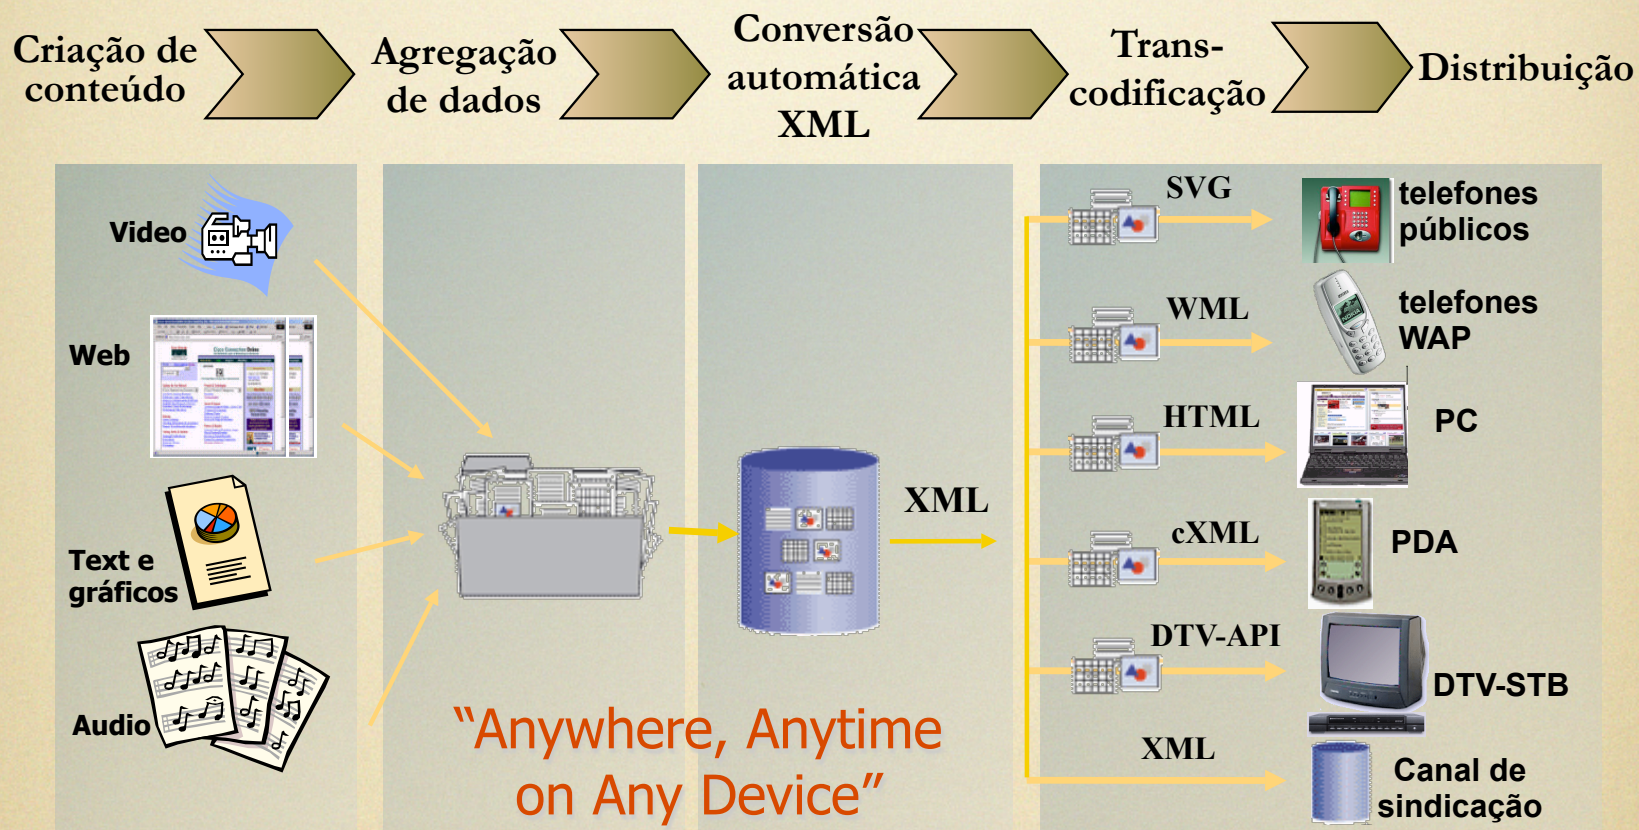 Criação de
conteúdo
Agregação
de dados
Conversão
automática
XML
Trans-
codificação
Distribuição
Video
Web
Text e
gráficos
Audio
XML
"Anywhere, Anytime
on Any Device"
SVG
telefones
públicos
WML
telefones
WAP
HTML
PC
cXML
PDA
DTV-API
DTV-STB
XML
Canal de
sindicação